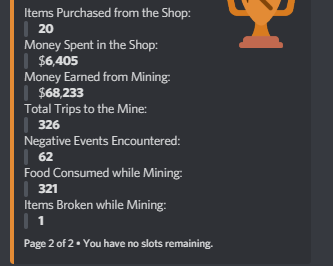 Items Purchased from the Shop:
20
Money Spent in the Shop:
$6,405
Money Earned from Mining:
$68,233
Total Trips to the Mine:
326
Negative Events Encountered:
62
Food Consumed while Mining:
321
Items Broken while Mining:
1
Page 2 of 2 • You have no slots remaining.